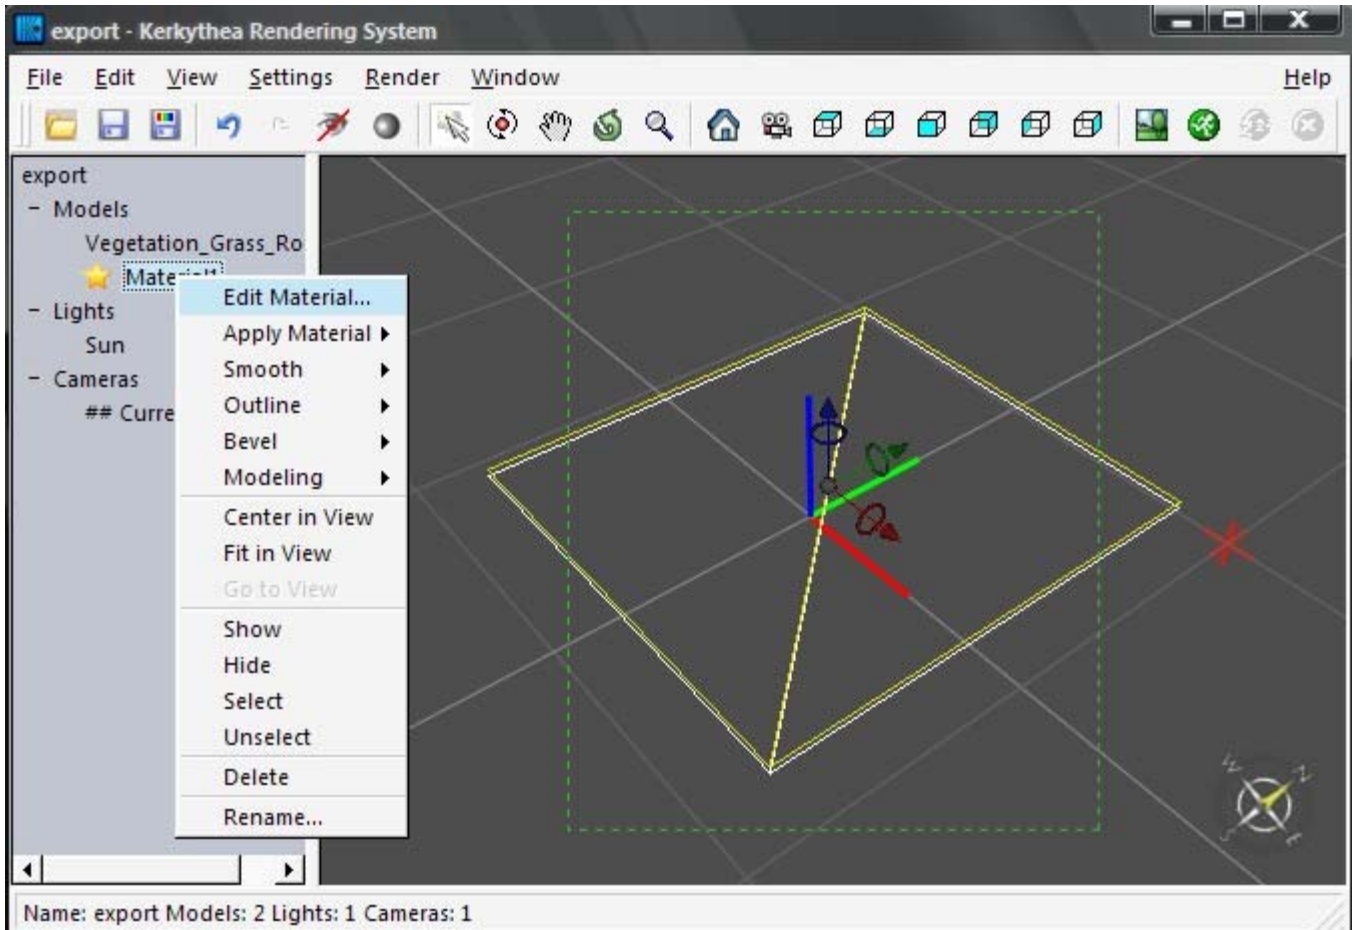 export - Kerkythea Rendering System
File Edit View Settings Render Window Help
export
- Models
Vegetation_Grass_Ro
Material1
- Lights
Sun
- Cameras
## Curre
Edit Material...
Apply Material
Smooth
Outline
Bevel
Modeling
Center in View
Fit in View
Go to View
Show
Hide
Select
Unselect
Delete
Rename...
W N
S E
Name: export Models: 2 Lights: 1 Cameras: 1